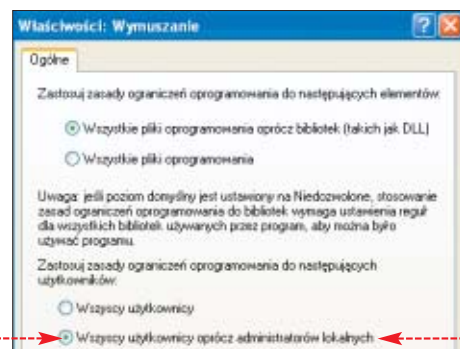 Właściwości: Wymuszanie
Ogólne
Zastosuj zasady ograniczeń oprogramowania do następujących elementów:
Wszystkie pliki oprogramowania oprócz bibliotek (takich jak DLL)
Wszystkie pliki oprogramowania
Uwaga: jeśli poziom domyślny jest ustawiony na Niedozwolone, stosowanie
zasad ograniczeń oprogramowania do bibliotek wymaga ustawienia reguł
dla wszystkich bibliotek używanych przez program, aby można było
używać programu.
Zastosuj zasady ograniczeń oprogramowania do następujących
użytkowników:
Wszyscy użytkownicy
Wszyscy użytkownicy oprócz administratorów lokalnych